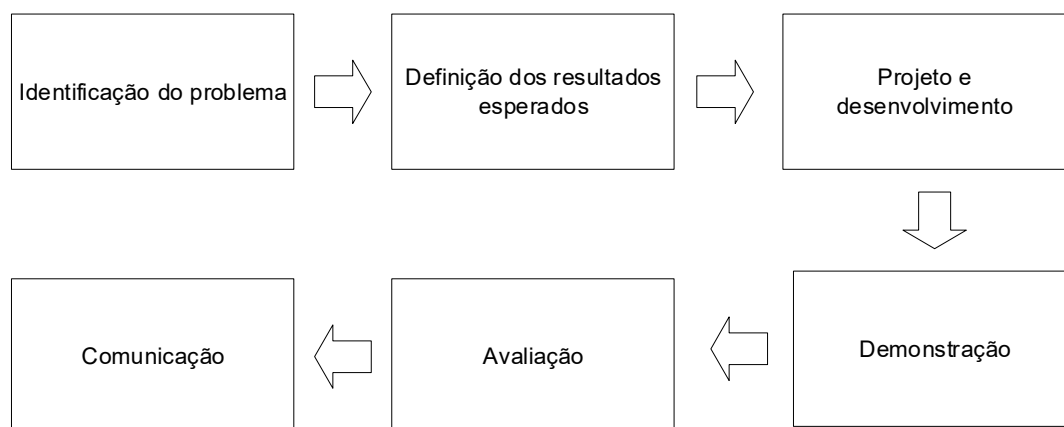 Identificação do problema
Definição dos resultados
esperados
Projeto e
desenvolvimento
Demonstração
Avaliação
Comunicação